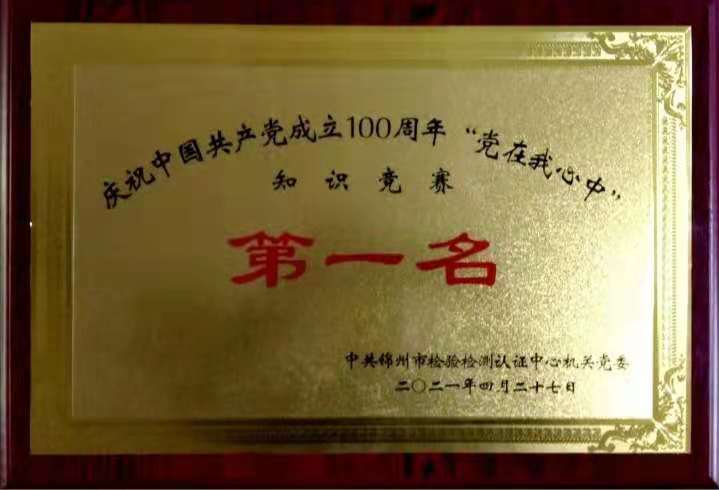 庆祝中国共产党成立100周年“党在我心中”
知识竞赛
第一名
中共锦州市检验检测认证中心机关党委
二〇二一年四月二十七日